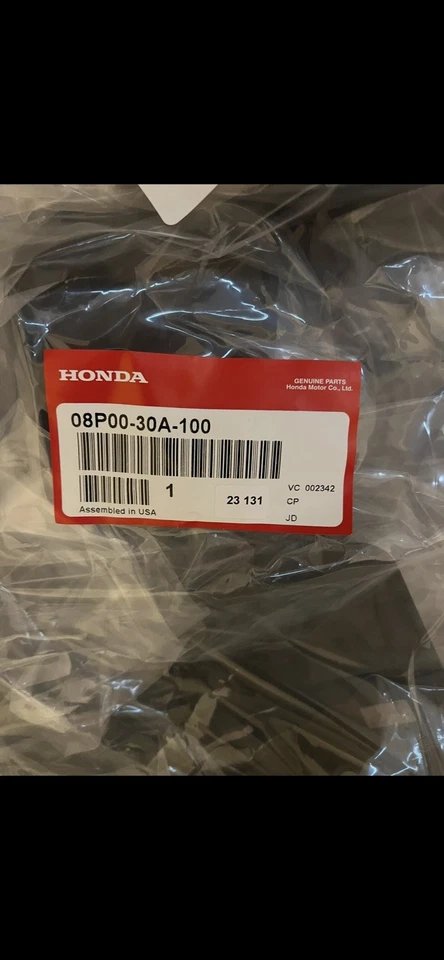 HONDA
GENUINE PARTS
Honda Motor Co., Ltd.
08P00-30A-100
1
23 131
VC 002342
CP
JD
Assembled in USA